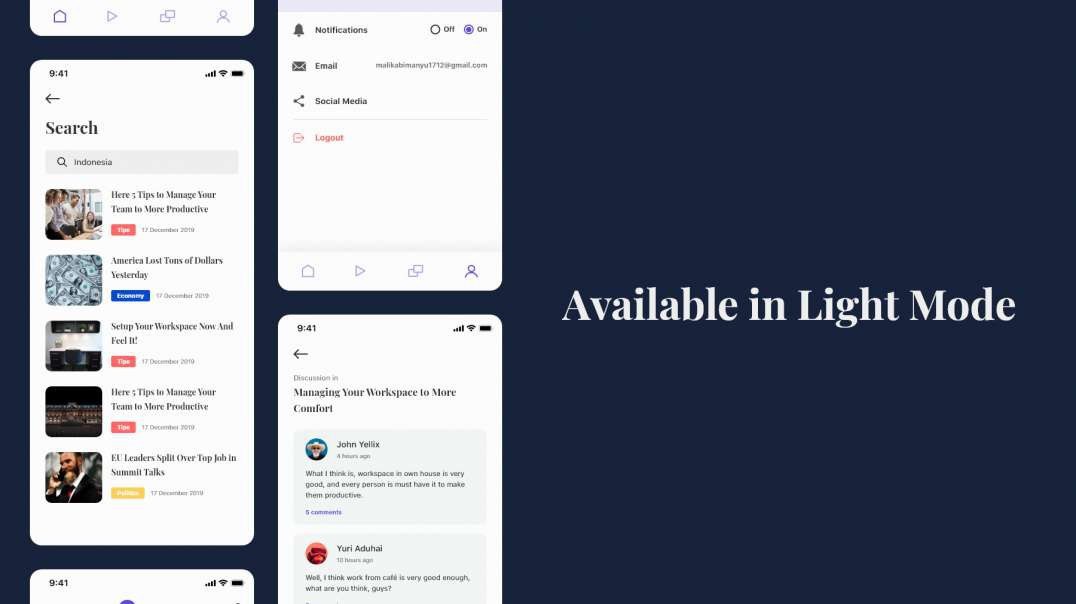 9:41
Search
Indonesia
Here 5 Tips to Manage Your
Team to More Productive
Tips 17 December 2019
America Lost Tons of Dollars
Yesterday
Economy 17 December 2019
Setup Your Workspace Now And
Feel It!
Tips 17 December 2019
Here 5 Tips to Manage Your
Team to More Productive
Tips 17 December 2019
EU Leaders Split Over Top Job in
Summit Talks
Politics 17 December 2019
9:41
Notifications Off On
Email malikabimanyu1712@gmail.com
Social Media
Logout
9:41
Discussion in
Managing Your Workspace to More
Comfort
John Yellix
4 hours ago
What I think is, workspace in own house is very
good, and every person is must have it to make
them productive.
5 comments
Yuri Aduhai
10 hours ago
Well, I think work from café is very good enough,
what are you think, guys?
Available in Light Mode